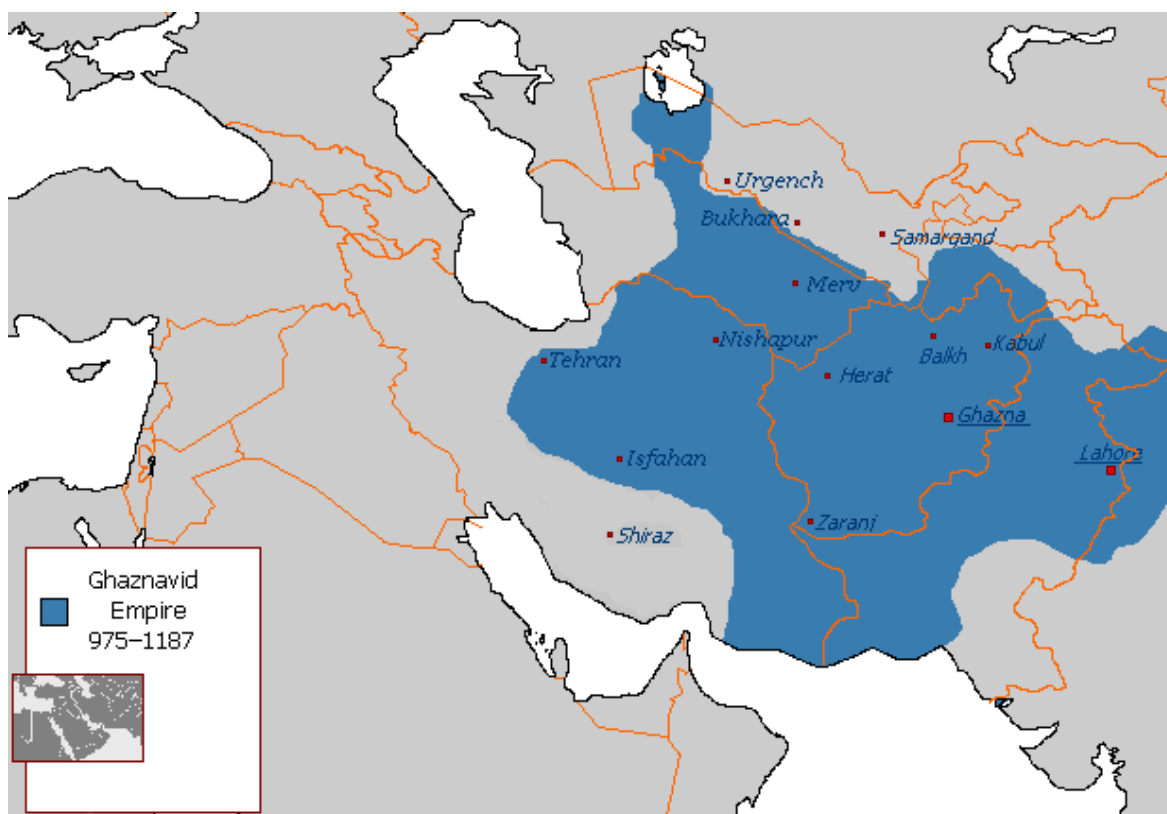 Urgench
Bukhara
Samarqand
Merv
Nishapur
Tehran
Balkh
Kabul
Herat
Ghazna
Lahore
Isfahan
Zaranj
Shiraz
Ghaznavid
Empire
975-1187